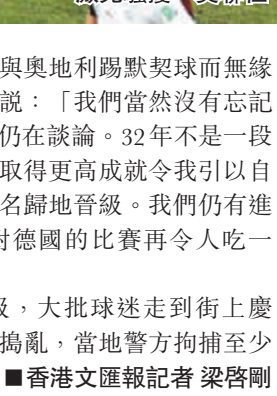 與奧地利踢默契球而無緣
說：「我們當然沒有忘記
仍在談論。32年不是一段
取得更高成就令我引以自
名歸地晉級。我們仍有進
對德國的比賽再令人吃一
級，大批球迷走到街上慶
搗亂，當地警方拘捕至少
■香港文匯報記者 梁啓剛